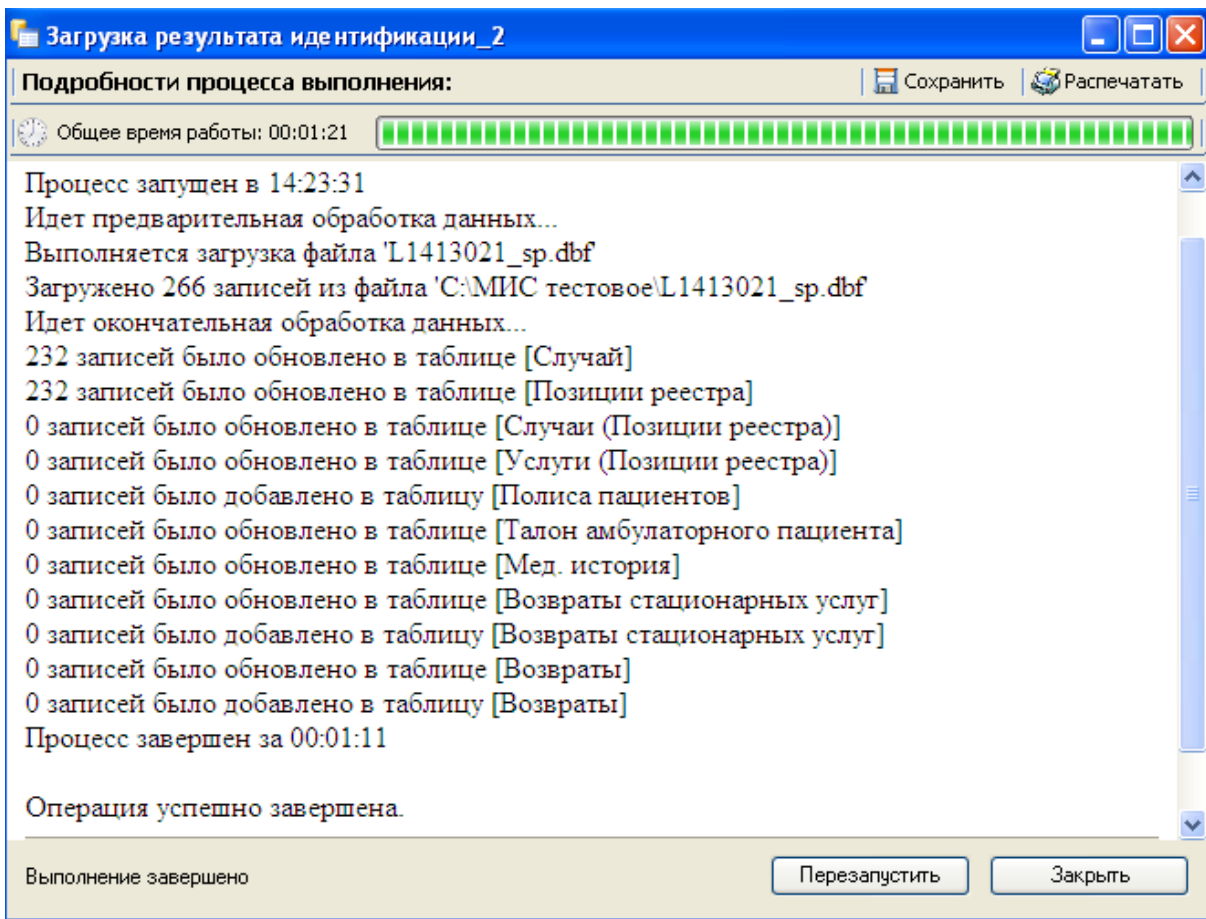 Загрузка результата идентификации_2
Подробности процесса выполнения: Сохранить Распечатать
Общее время работы: 00:01:21
Процесс запущен в 14:23:31
Идет предварительная обработка данных...
Выполняется загрузка файла 'L1413021_sp.dbf'
Загружено 266 записей из файла 'C:\МИС тестовое\L1413021_sp.dbf'
Идет окончательная обработка данных...
232 записей было обновлено в таблице [Случай]
232 записей было обновлено в таблице [Позиции реестра]
0 записей было обновлено в таблице [Случаи (Позиции реестра)]
0 записей было обновлено в таблице [Услуги (Позиции реестра)]
0 записей было добавлено в таблицу [Полиса пациентов]
0 записей было обновлено в таблице [Талон амбулаторного пациента]
0 записей было обновлено в таблице [Мед. история]
0 записей было обновлено в таблице [Возвраты стационарных услуг]
0 записей было добавлено в таблицу [Возвраты стационарных услуг]
0 записей было обновлено в таблице [Возвраты]
0 записей было добавлено в таблицу [Возвраты]
Процесс завершен за 00:01:11
Операция успешно завершена.
Выполнение завершено Перезапустить Закрыть